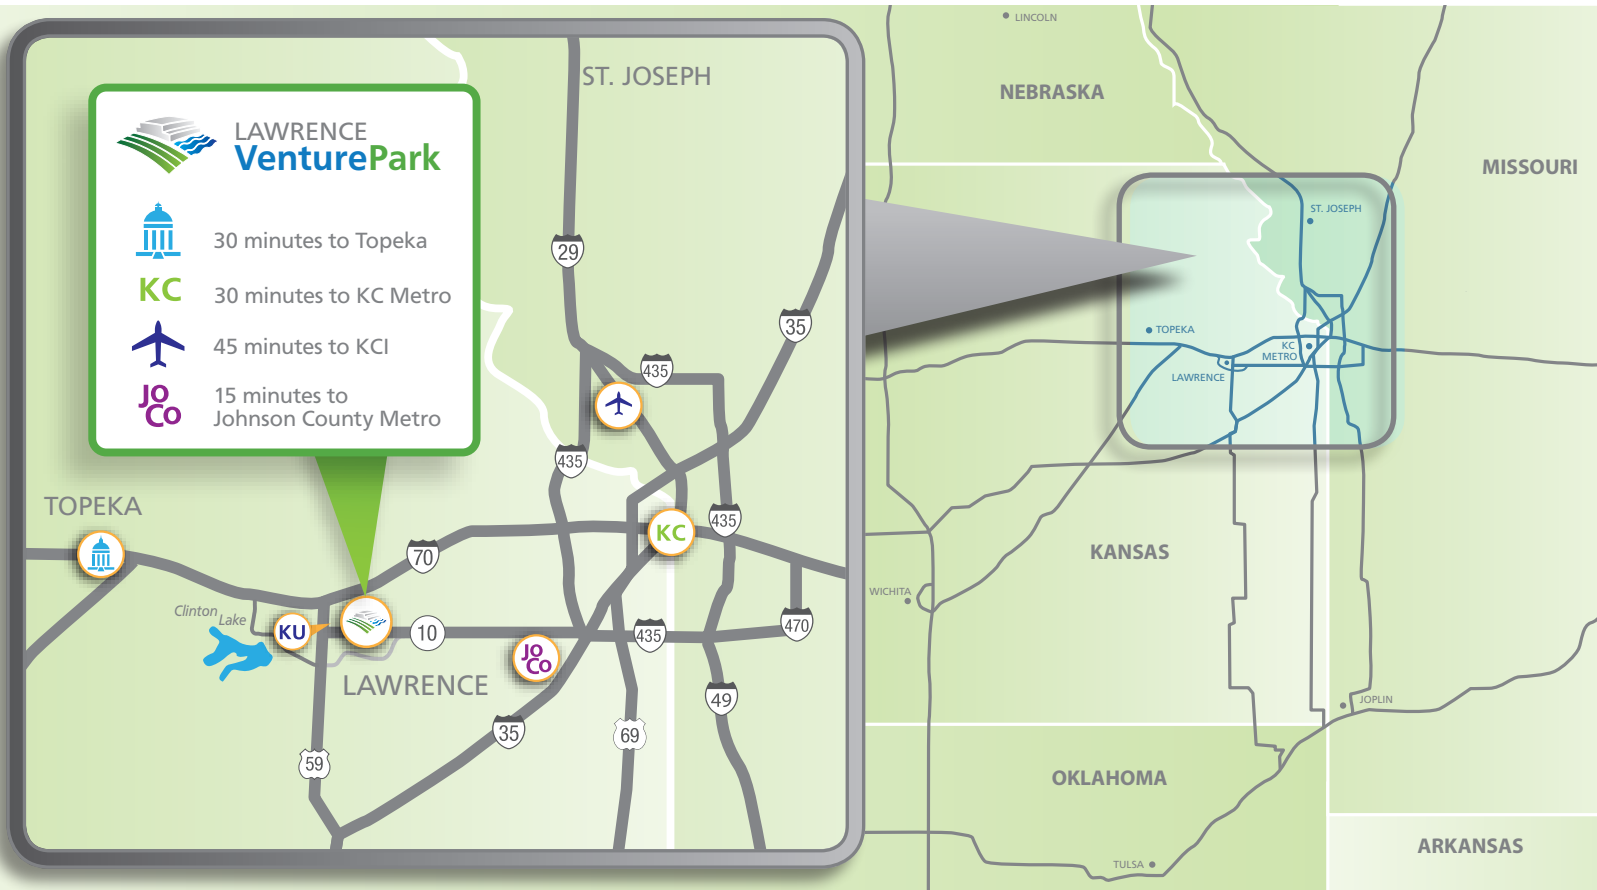 ST. JOSEPH
LAWRENCE
VenturePark
30 minutes to Topeka
KC
30 minutes to KC Metro
45 minutes to KCI
JO
CO
15 minutes to
Johnson County Metro
29
35
435
435
TOPEKA
435
KC
70
Clinton
Lake
KU
10
JO
CO
435
470
LAWRENCE
49
35
69
59
LINCOLN
NEBRASKA
MISSOURI
ST. JOSEPH
TOPEKA
KC
METRO
LAWRENCE
KANSAS
WICHITA
JOPLIN
OKLAHOMA
ARKANSAS
TULSA